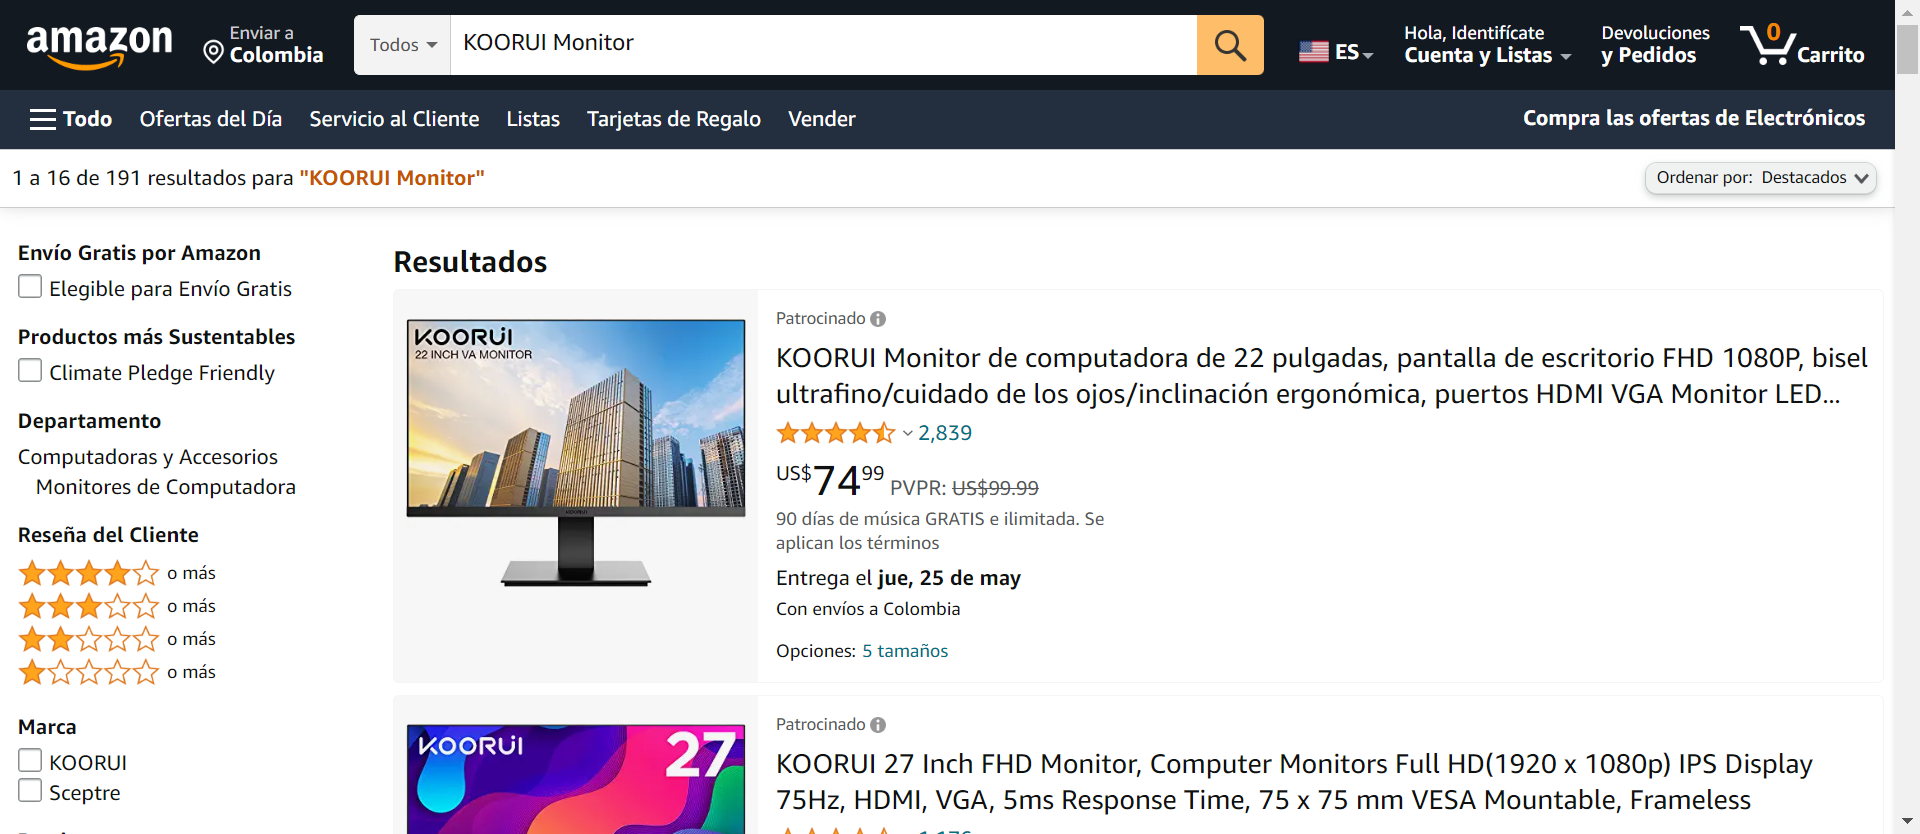 amazon
Enviar a
Colombia
Todos
KOORUI Monitor
ES
Hola, Identifícate
Cuenta y Listas
Devoluciones
y Pedidos
0
Carrito
Todo
Ofertas del Día
Servicio al Cliente
Listas
Tarjetas de Regalo
Vender
Compra las ofertas de Electrónicos
1 a 16 de 191 resultados para "KOORUI Monitor"
Ordenar por: Destacados
Envío Gratis por Amazon
Elegible para Envío Gratis
Productos más Sustentables
Climate Pledge Friendly
Departamento
Computadoras y Accesorios
Monitores de Computadora
Reseña del Cliente
o más
o más
o más
o más
Marca
KOORUI
Sceptre
Resultados
KOORUI
22 INCH VA MONITOR
KOORUI
Patrocinado
KOORUI Monitor de computadora de 22 pulgadas, pantalla de escritorio FHD 1080P, bisel
ultrafino/cuidado de los ojos/inclinación ergonómica, puertos HDMI VGA Monitor LED...
2,839
US$74.99 PVPR: US$99.99
90 días de música GRATIS e ilimitada. Se
aplican los términos
Entrega el jue, 25 de may
Con envíos a Colombia
Opciones: 5 tamaños
KOORUI
27
Patrocinado
KOORUI 27 Inch FHD Monitor, Computer Monitors Full HD(1920 x 1080p) IPS Display
75Hz, HDMI, VGA, 5ms Response Time, 75 x 75 mm VESA Mountable, Frameless